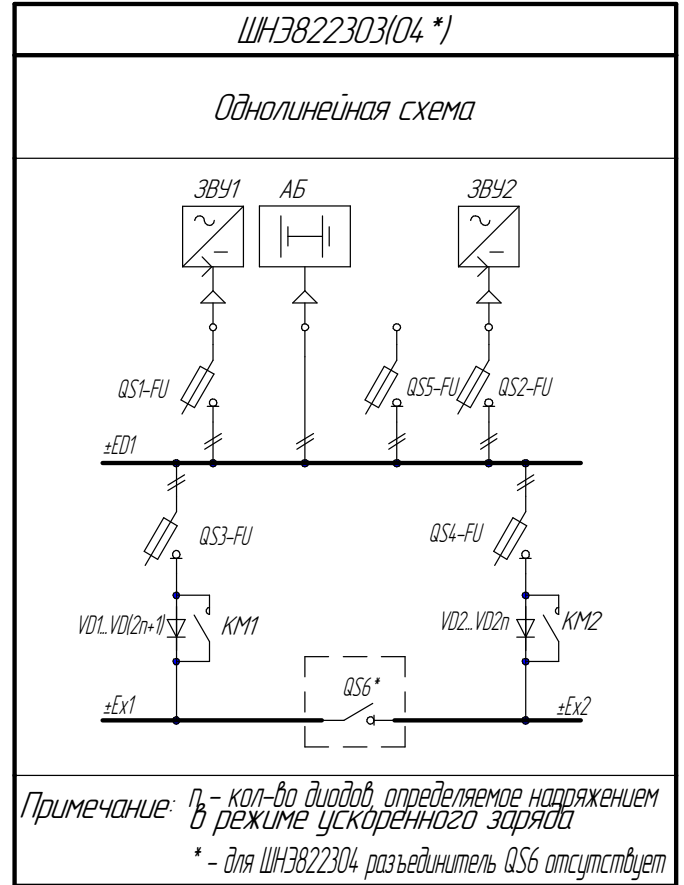 ШНЭ822303(04*)
Однолинейная схема
ЗВУ1 АБ ЗВУ2
QS1-FU QS5-FU QS2-FU
±ED1
QS3-FU QS4-FU
VD1...VD(2n+1) KM1 VD2...VD2n KM2
QS6*
±Ex1 ±Ex2
Примечание: n - кол-во диодов, определяемое напряжением
в режиме ускоренного заряда
* - для ШНЭ822304 разъединитель QS6 отсутствует